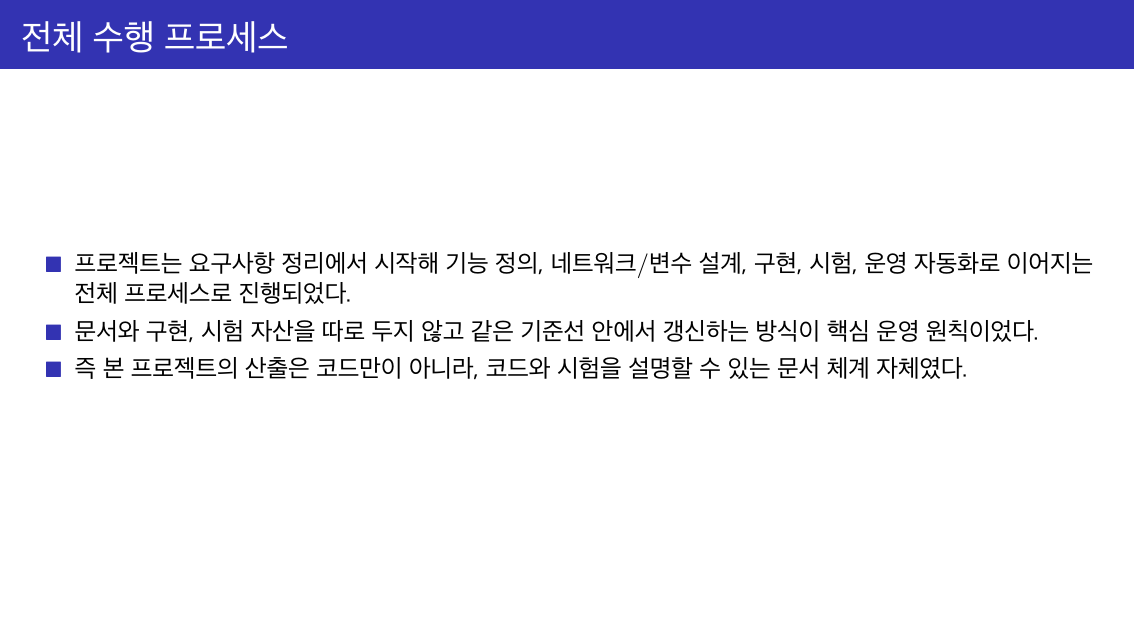 전체 수행 프로세스
프로젝트는 요구사항 정리에서 시작해 기능 정의, 네트워크/변수 설계, 구현, 시험, 운영 자동화로 이어지는
전체 프로세스로 진행되었다.
문서와 구현, 시험 자산을 따로 두지 않고 같은 기준선 안에서 갱신하는 방식이 핵심 운영 원칙이었다.
즉 본 프로젝트의 산출은 코드만이 아니라, 코드와 시험을 설명할 수 있는 문서 체계 자체였다.